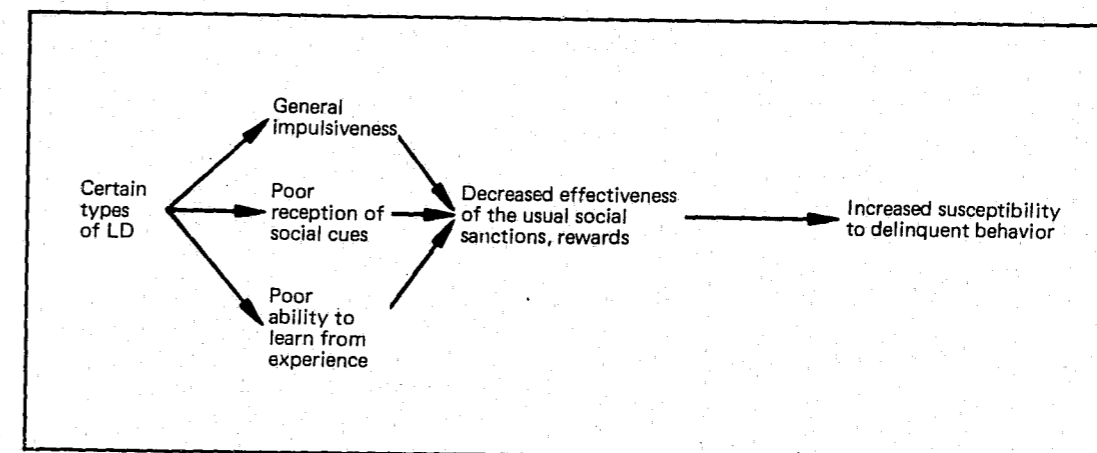 General
impulsiveness
Certain
types
of LD
Poor
reception of
social cues
Decreased effectiveness
of the usual social
sanctions, rewards
Increased susceptibility
to delinquent behavior
Poor
ability to
learn from
experience